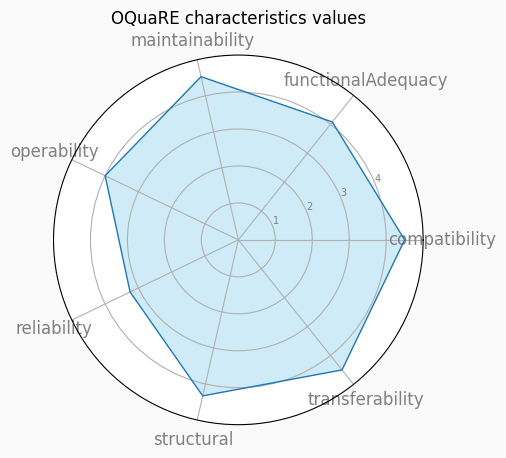 OQuaRE characteristics values
maintainability
functionalAdequacy
operability
4
3
2
1
compatibility
reliability
transferability
structural